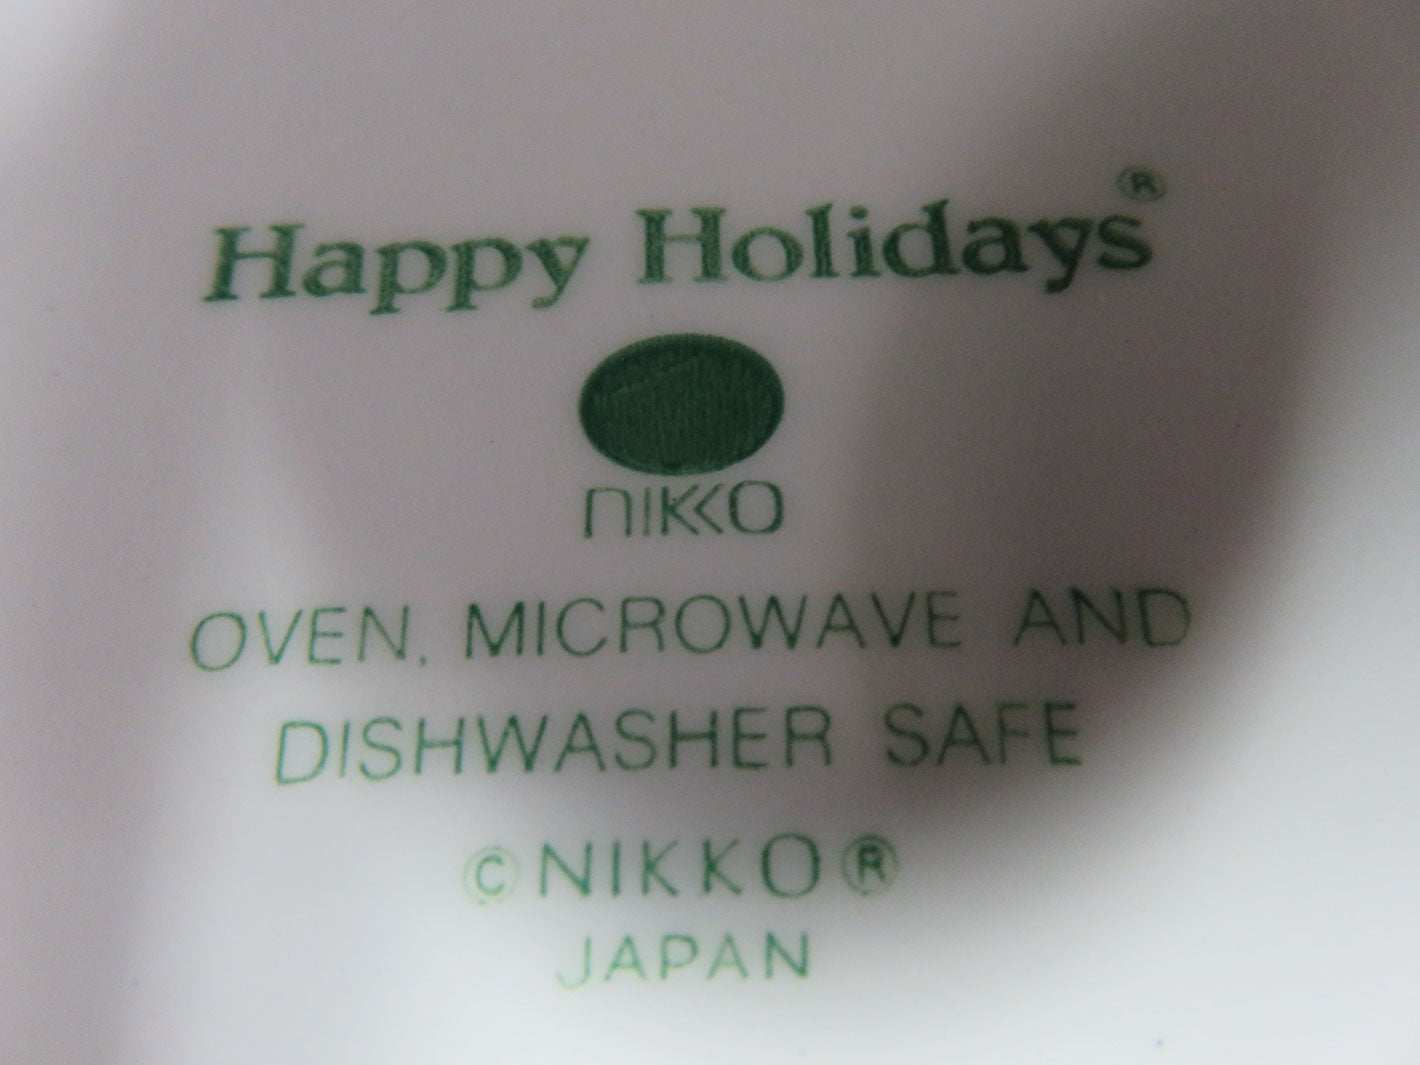 Happy Holidays®
NIKKO
OVEN, MICROWAVE AND
DISHWASHER SAFE
©NIKKO®
JAPAN